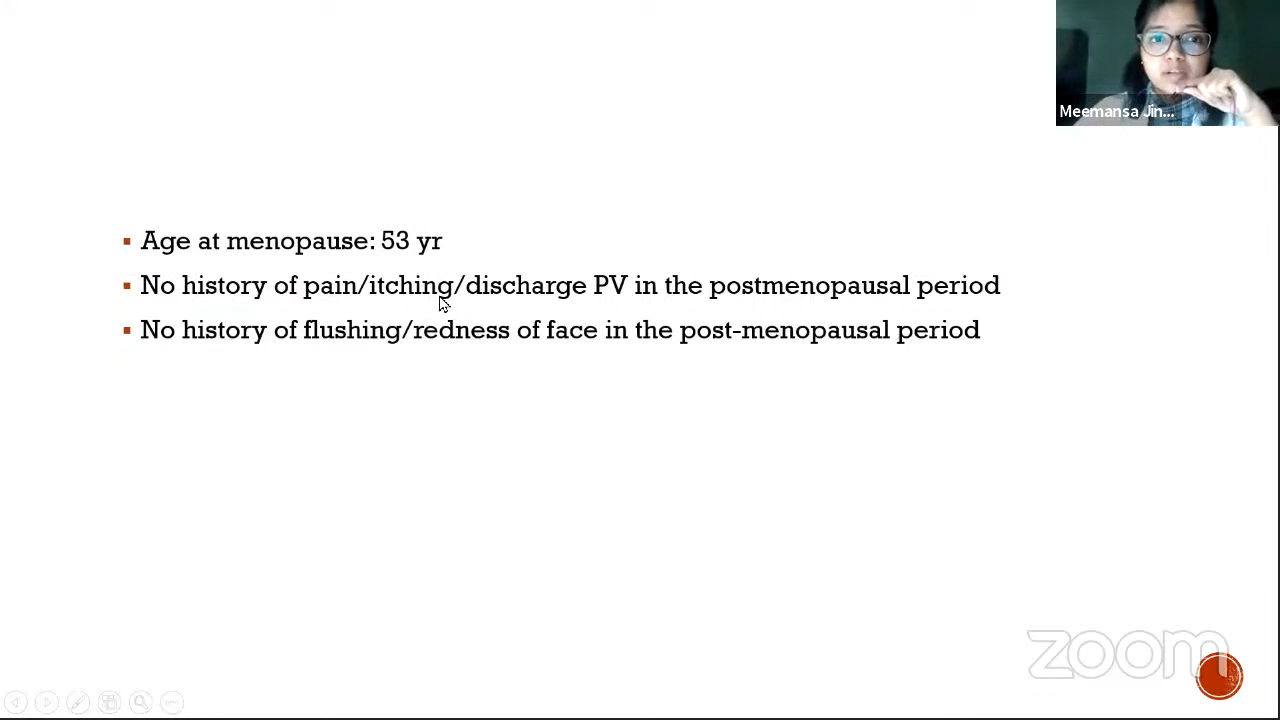 Meemansa Jin...
Age at menopause: 53 yr
No history of pain/itching/discharge PV in the postmenopausal period
No history of flushing/redness of face in the post-menopausal period
zoom